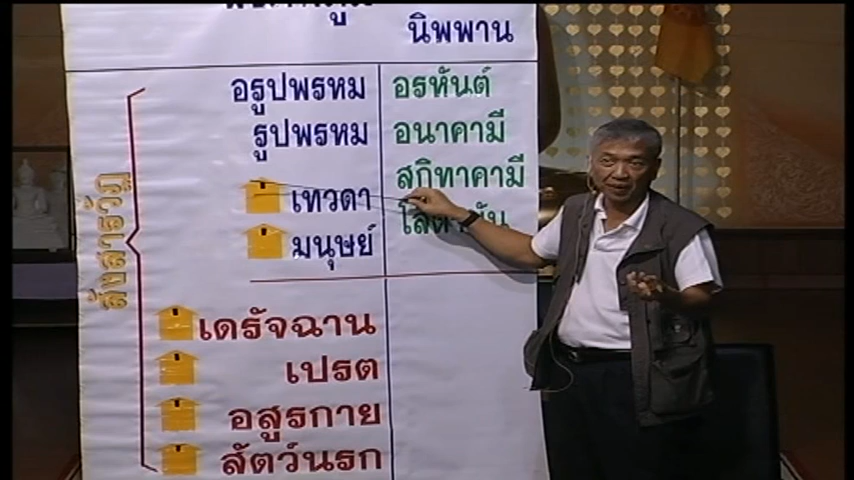 นิพพาน
อรูปพรหม อรหันต์
รูปพรหม อนาคามี
เทวดา สกิทาคามี
มนุษย์
สังสารวัฏ
เดรัจฉาน
เปรต
อสูรกาย
สัตว์นรก